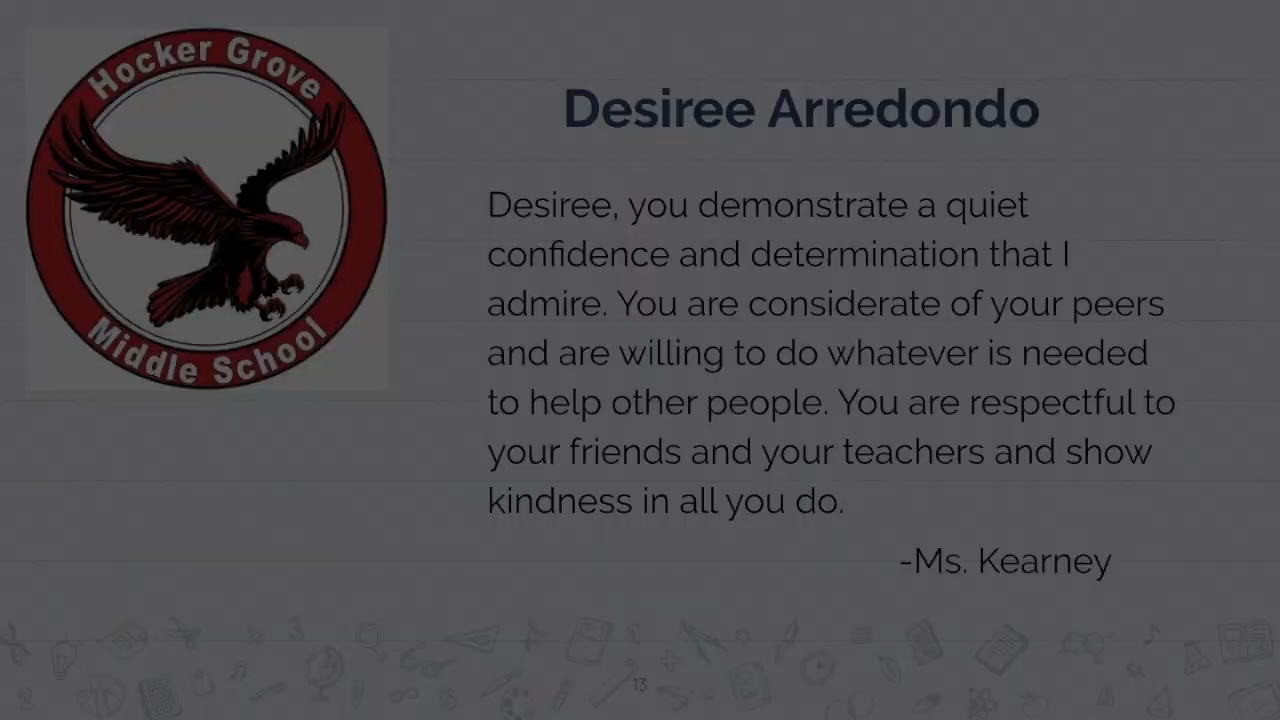 Hocker Grove
Middle School
Desiree Arredondo
Desiree, you demonstrate a quiet
confidence and determination that I
admire. You are considerate of your peers
and are willing to do whatever is needed
to help other people. You are respectful to
your friends and your teachers and show
kindness in all you do.
-Ms. Kearney
13